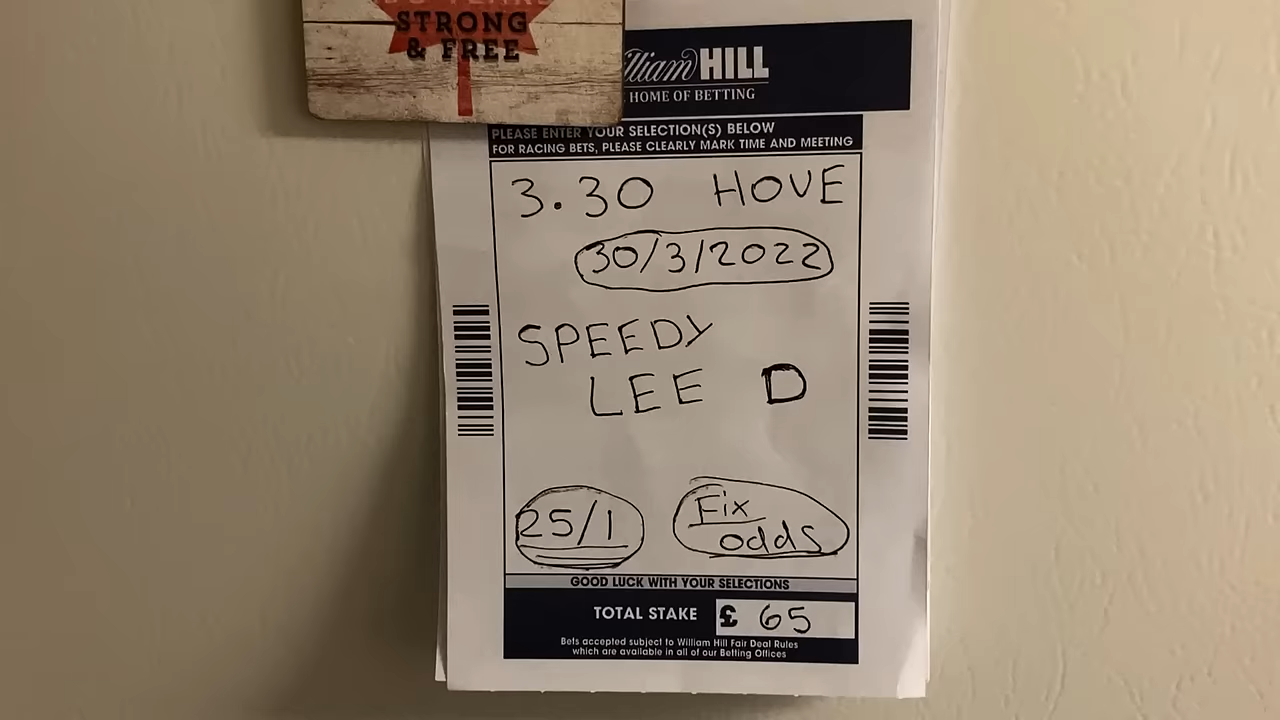 STRONG
& FREE
HILL
HOME OF BETTING
PLEASE ENTER YOUR SELECTION(S) BELOW
FOR RACING BETS, PLEASE CLEARLY MARK TIME AND MEETING
3.30 HOVE
30/3/2022
SPEEDY
LEE D
25/1
Fix
odds
GOOD LUCK WITH YOUR SELECTIONS
TOTAL STAKE £ 65
Bets accepted subject to William Hill Fair Deal Rules
which are available in all of our Betting Offices